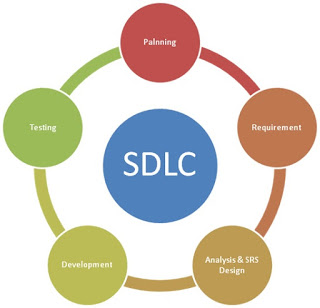 Palnning
Requirement
Analysis & SRS
Design
Development
Testing
SDLC